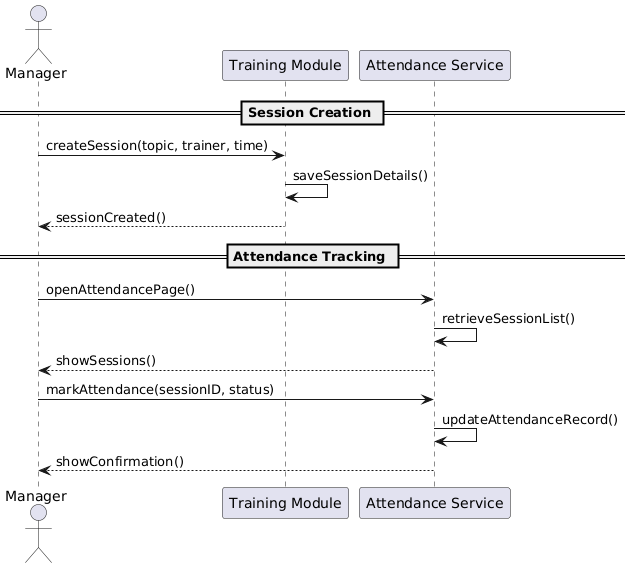 Manager
Training Module
Attendance Service
Session Creation
createSession(topic, trainer, time)
saveSessionDetails()
sessionCreated()
Attendance Tracking
openAttendancePage()
retrieveSessionList()
showSessions()
markAttendance(sessionID, status)
updateAttendanceRecord()
showConfirmation()
Manager
Training Module
Attendance Service